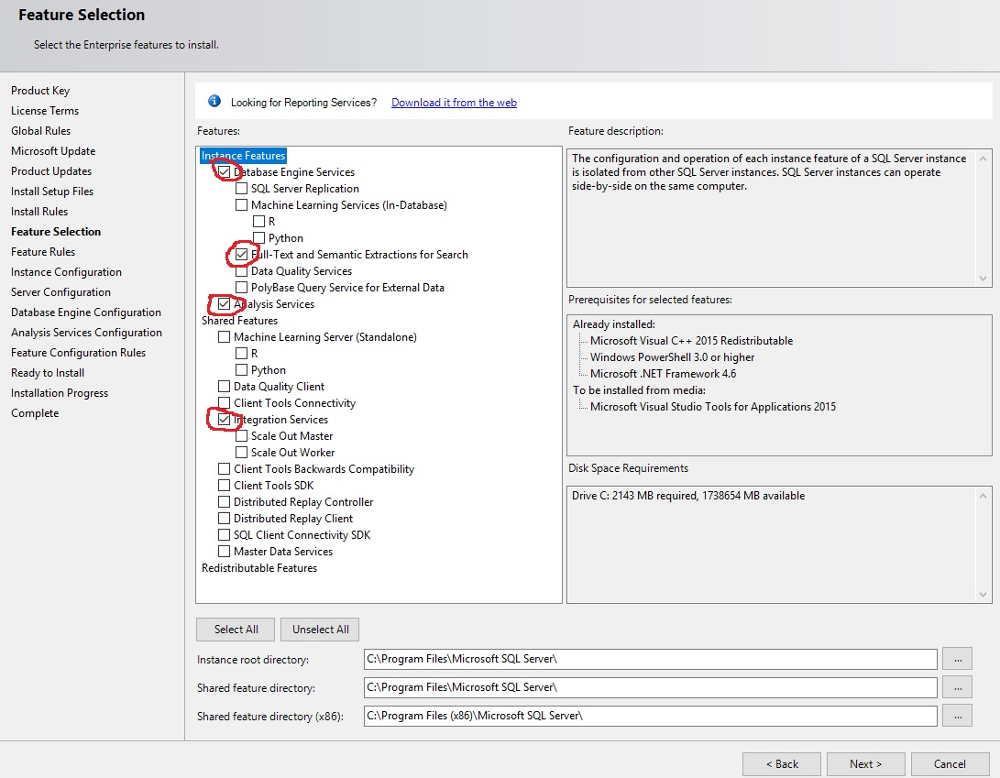 Feature Selection
Select the Enterprise features to install.
Product Key
License Terms
Global Rules
Microsoft Update
Product Updates
Install Setup Files
Install Rules
Feature Selection
Feature Rules
Instance Configuration
Server Configuration
Database Engine Configuration
Analysis Services Configuration
Feature Configuration Rules
Ready to Install
Installation Progress
Complete
Looking for Reporting Services? Download it from the web
Features:
Instance Features
Database Engine Services
SQL Server Replication
Machine Learning Services (In-Database)
R
Python
Full-Text and Semantic Extractions for Search
Data Quality Services
PolyBase Query Service for External Data
Analysis Services
Shared Features
Machine Learning Server (Standalone)
R
Python
Data Quality Client
Client Tools Connectivity
Integration Services
Scale Out Master
Scale Out Worker
Client Tools Backwards Compatibility
Client Tools SDK
Distributed Replay Controller
Distributed Replay Client
SQL Client Connectivity SDK
Master Data Services
Redistributable Features
Feature description:
The configuration and operation of each instance feature of a SQL Server instance
is isolated from other SQL Server instances. SQL Server instances can operate
side-by-side on the same computer.
Prerequisites for selected features:
Already installed:
Microsoft Visual C++ 2015 Redistributable
Windows PowerShell 3.0 or higher
Microsoft .NET Framework 4.6
To be installed from media:
Microsoft Visual Studio Tools for Applications 2015
Disk Space Requirements
Drive C: 2143 MB required, 1738654 MB available
Select All
Unselect All
Instance root directory: C:\Program Files\Microsoft SQL Server\ ...
Shared feature directory: C:\Program Files\Microsoft SQL Server\ ...
Shared feature directory (x86): C:\Program Files (x86)\Microsoft SQL Server\ ...
< Back
Next >
Cancel